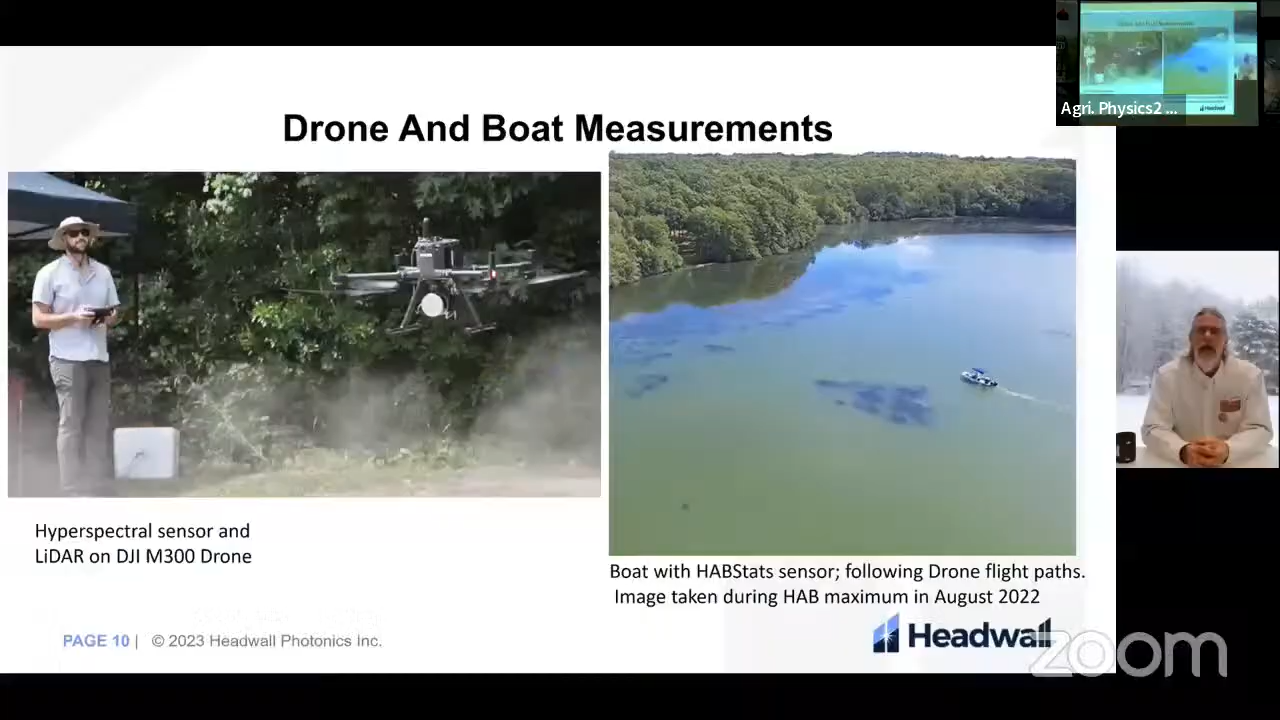 Drone And Boat Measurements
Agri. Physics2 ...
Hyperspectral sensor and
LiDAR on DJI M300 Drone
Boat with HABStats sensor; following Drone flight paths.
Image taken during HAB maximum in August 2022
PAGE 10 | © 2023 Headwall Photonics Inc.
Headwall
zoom